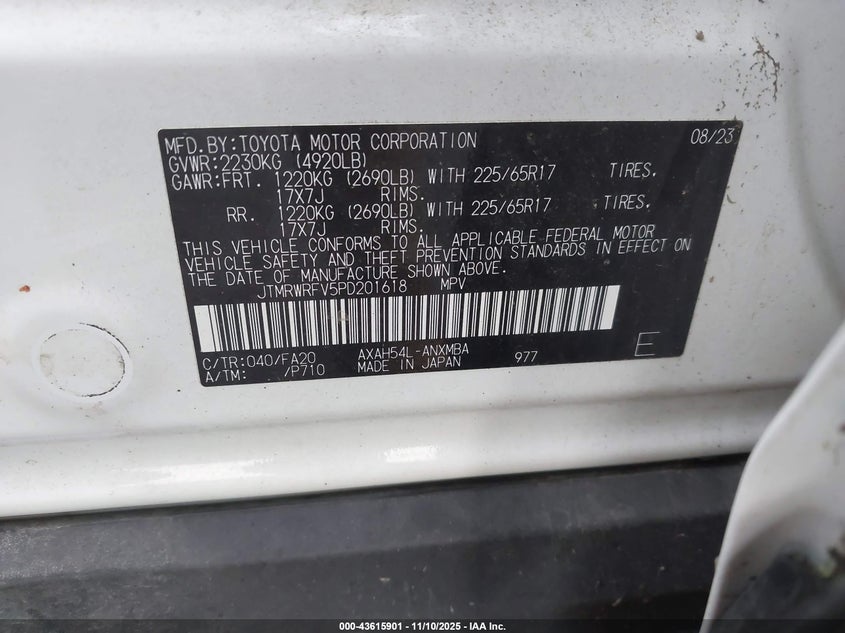 MFD.BY:TOYOTA MOTOR CORPORATION 08/23
GVWR:2230KG (4920LB)
GAWR:FRT. 1220KG (2690LB) WITH 225/65R17 TIRES.
17X7J RIMS.
RR. 1220KG (2690LB) WITH 225/65R17 TIRES.
17X7J RIMS.
THIS VEHICLE CONFORMS TO ALL APPLICABLE FEDERAL MOTOR
VEHICLE SAFETY AND THEFT PREVENTION STANDARDS IN EFFECT ON
THE DATE OF MANUFACTURE SHOWN ABOVE.
JTMRWRFV5PD201618 MPV
C/TR:040/FA20 AXAH54L-ANXMBA
A/TM: /P710 MADE IN JAPAN 977 E
000-43615901 - 11/10/2025 - IAA Inc.